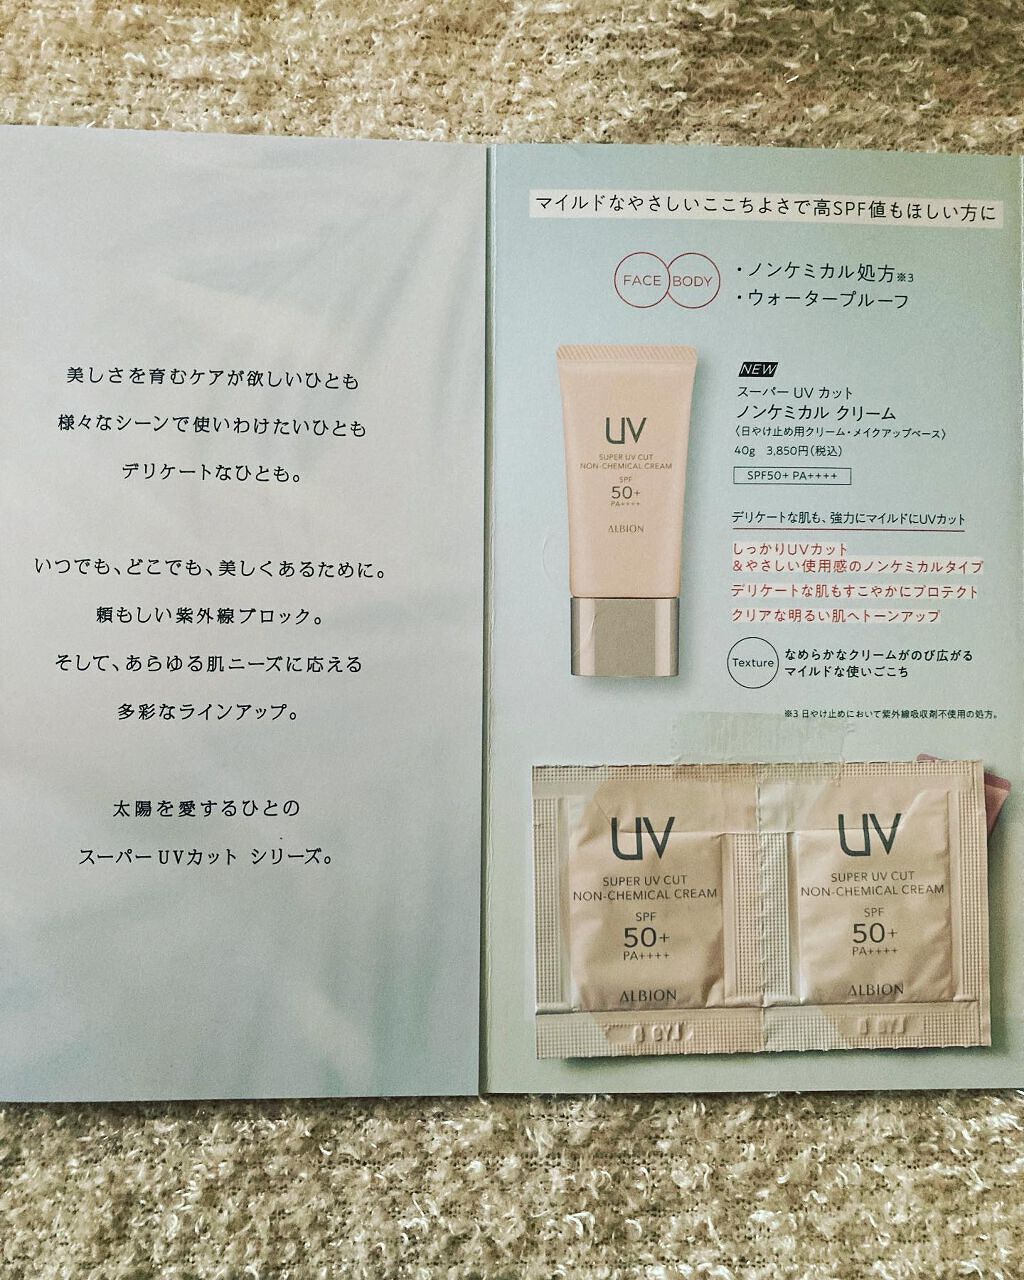 美しさを育むケアが欲しいひとも
様々なシーンで使いわけたいひとも
デリケートなひとも。
いつでも、どこでも、美しくあるために。
頼もしい紫外線ブロック。
そして、あらゆる肌ニーズに応える
多彩なラインアップ。
太陽を愛するひとの
スーパーUVカット シリーズ。
マイルドなやさしいここちよさで高SPF値もほしい方に
FACE BODY
・ノンケミカル処方※3
・ウォータープルーフ
UV
SUPER UV CUT
NON-CHEMICAL CREAM
SPF
50+
PA++++
ALBION
NEW
スーパー UV カット
ノンケミカル クリーム
〈日やけ止め用クリーム・メイクアップベース〉
40g 3,850円(税込)
SPF50+ PA++++
デリケートな肌も、強力にマイルドにUVカット
しっかりUVカット
&やさしい使用感のノンケミカルタイプ
デリケートな肌もすこやかにプロテクト
クリアな明るい肌へトーンアップ
Texture
なめらかなクリームがのび広がる
マイルドな使いごこち
※3 日やけ止めにおいて紫外線吸収剤不使用の処方。
UV
SUPER UV CUT
NON-CHEMICAL CREAM
SPF
50+
PA++++
ALBION
UV
SUPER UV CUT
NON-CHEMICAL CREAM
SPF
50+
PA++++
ALBION